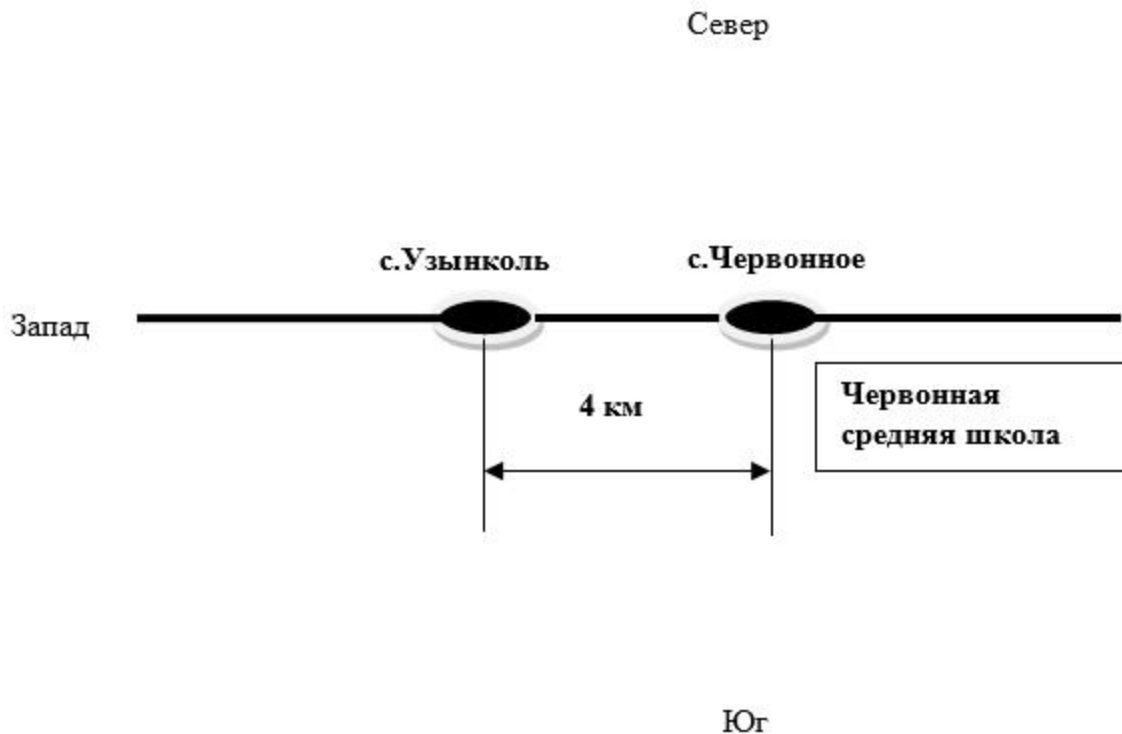 Север
с.Узынколь
с.Червонное
Запад
4 км
Червонная
средняя школа
Юг